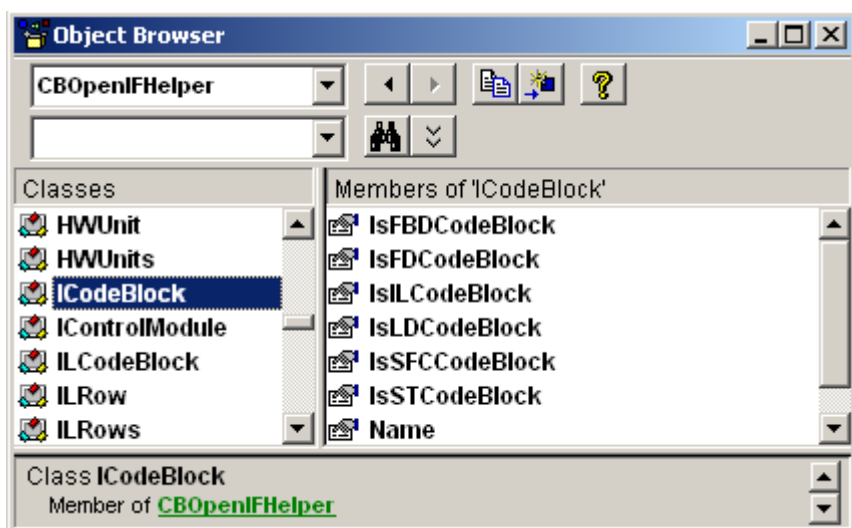 Object Browser
CBOpenIFHelper
Classes
Members of 'ICodeBlock'
HWUnit
HWUnits
ICodeBlock
IControlModule
ILCodeBlock
ILRow
ILRows
IsFBDCodeBlock
IsFDCodeBlock
IsILCodeBlock
IsLDCodeBlock
IsSFCCodeBlock
IsSTCodeBlock
Name
Class ICodeBlock
Member of CBOpenIFHelper